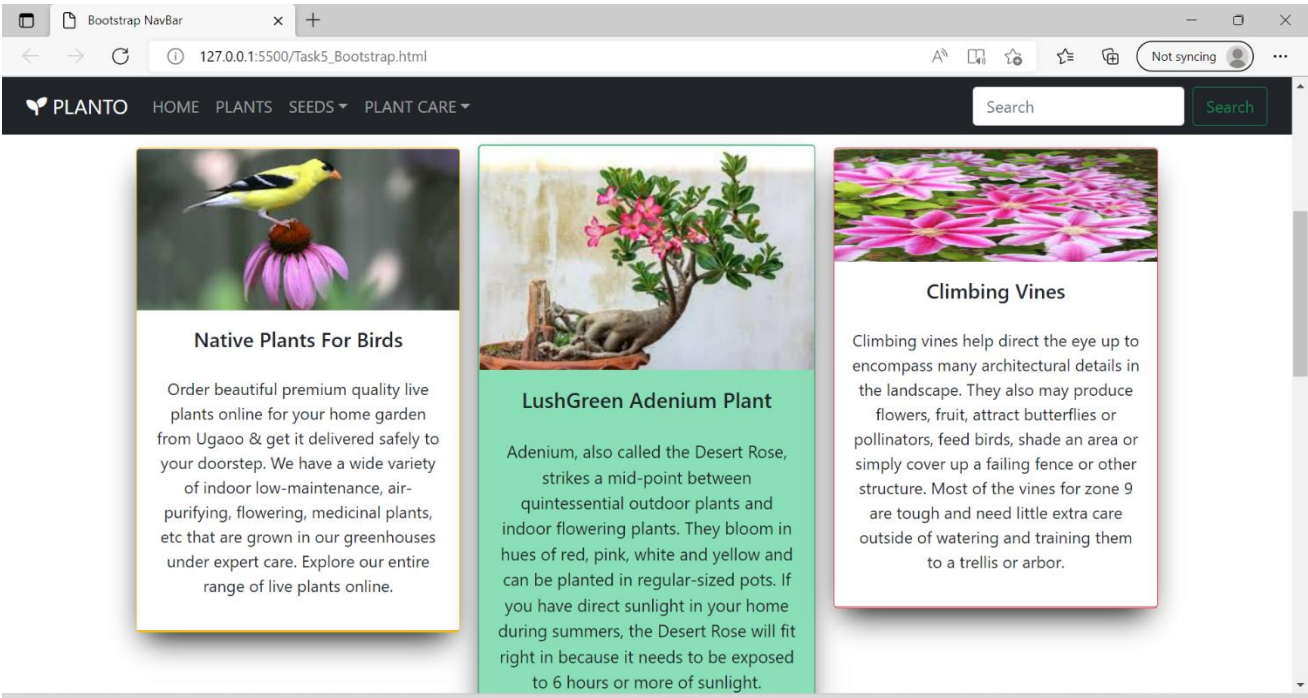 Bootstrap NavBar
127.0.0.1:5500/Task5_Bootstrap.html
Not syncing
PLANTO HOME PLANTS SEEDS PLANT CARE Search Search
Native Plants For Birds
Order beautiful premium quality live
plants online for your home garden
from Ugaoo & get it delivered safely to
your doorstep. We have a wide variety
of indoor low-maintenance, air-
purifying, flowering, medicinal plants,
etc that are grown in our greenhouses
under expert care. Explore our entire
range of live plants online.
LushGreen Adenium Plant
Adenium, also called the Desert Rose,
strikes a mid-point between
quintessential outdoor plants and
indoor flowering plants. They bloom in
hues of red, pink, white and yellow and
can be planted in regular-sized pots. If
you have direct sunlight in your home
during summers, the Desert Rose will fit
right in because it needs to be exposed
to 6 hours or more of sunlight.
Climbing Vines
Climbing vines help direct the eye up to
encompass many architectural details in
the landscape. They also may produce
flowers, fruit, attract butterflies or
pollinators, feed birds, shade an area or
simply cover up a failing fence or other
structure. Most of the vines for zone 9
are tough and need little extra care
outside of watering and training them
to a trellis or arbor.